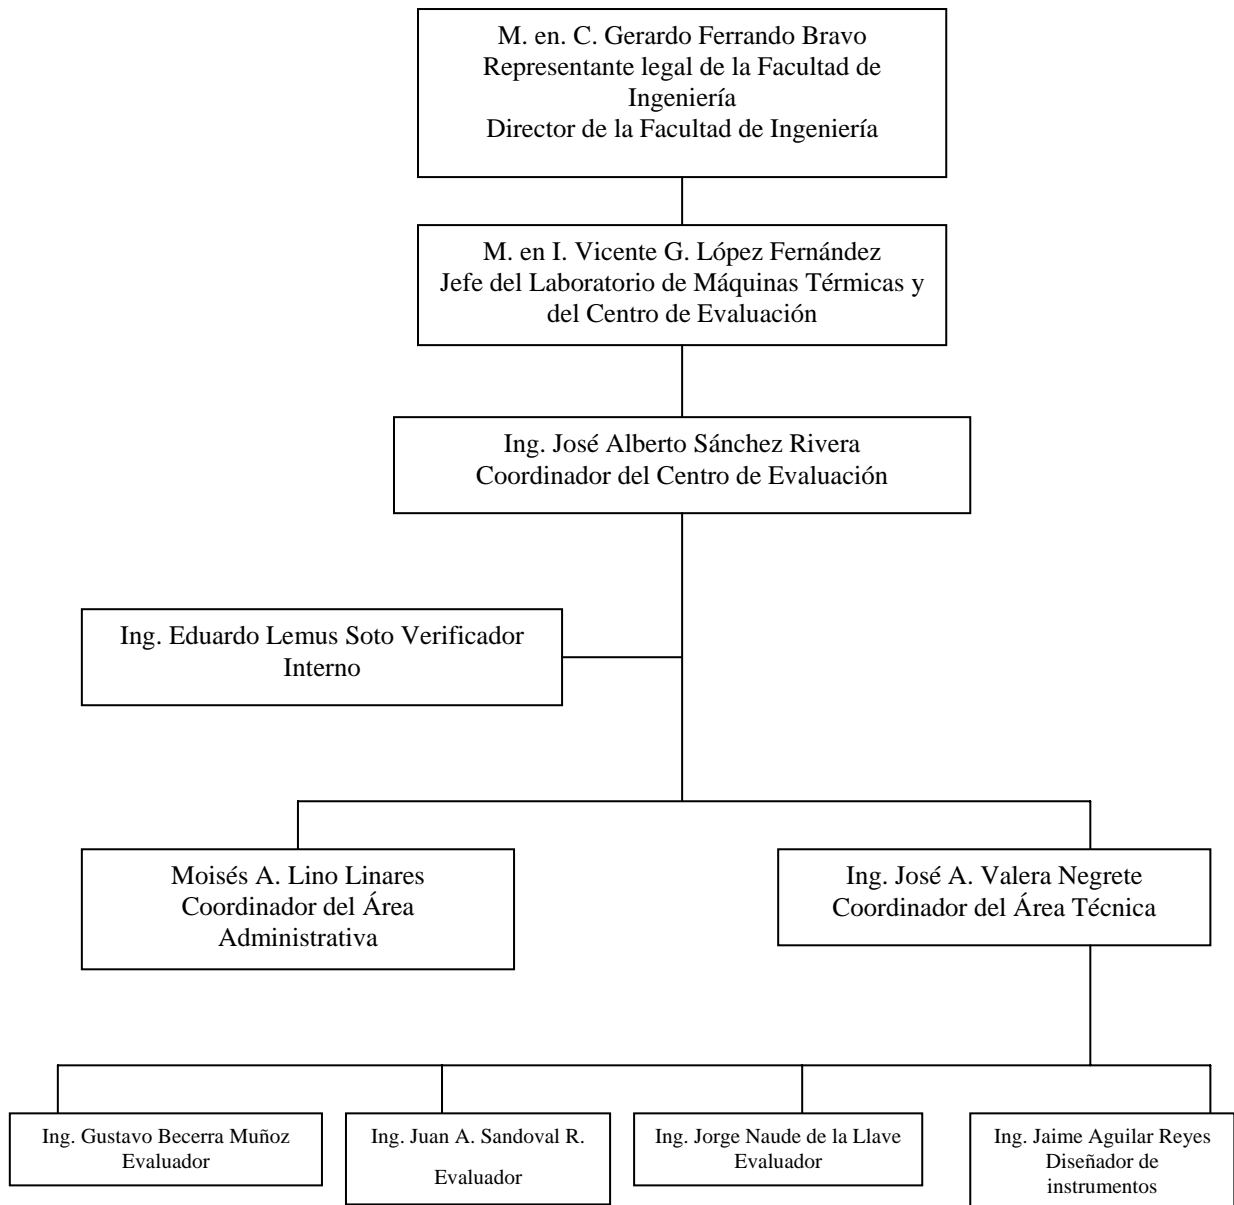 M. en. C. Gerardo Ferrando Bravo
Representante legal de la Facultad de
Ingeniería
Director de la Facultad de Ingeniería
M. en I. Vicente G. López Fernández
Jefe del Laboratorio de Máquinas Térmicas y
del Centro de Evaluación
Ing. José Alberto Sánchez Rivera
Coordinador del Centro de Evaluación
Ing. Eduardo Lemus Soto Verificador
Interno
Moisés A. Lino Linares
Coordinador del Área
Administrativa
Ing. José A. Valera Negrete
Coordinador del Área Técnica
Ing. Gustavo Becerra Muñoz
Evaluador
Ing. Juan A. Sandoval R.
Evaluador
Ing. Jorge Naude de la Llave
Evaluador
Ing. Jaime Aguilar Reyes
Diseñador de
instrumentos